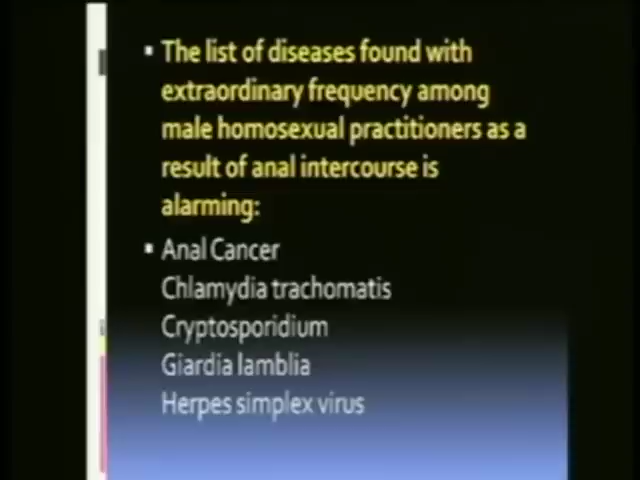 ▪ The list of diseases found with
extraordinary frequency among
male homosexual practitioners as a
result of anal intercourse is
alarming:
▪ Anal Cancer
Chlamydia trachomatis
Cryptosporidium
Giardia lamblia
Herpes simplex virus